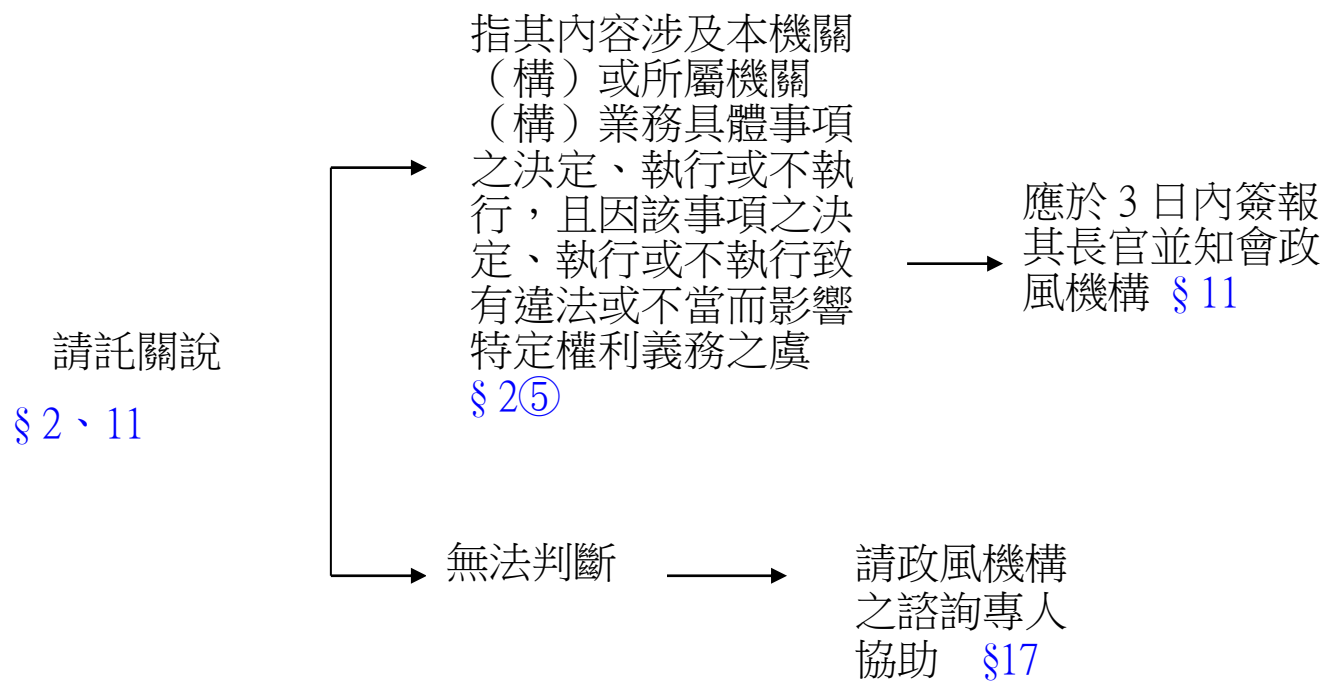 請託關說
§ 2、11
指其內容涉及本機關
（構）或所屬機關
（構）業務具體事項
之決定、執行或不執
行，且因該事項之決
定、執行或不執行致
有違法或不當而影響
特定權利義務之虞
§ 2⑤
應於 3 日內簽報
其長官並知會政
風機構 § 11
無法判斷
請政風機構
之諮詢專人
協助 §17